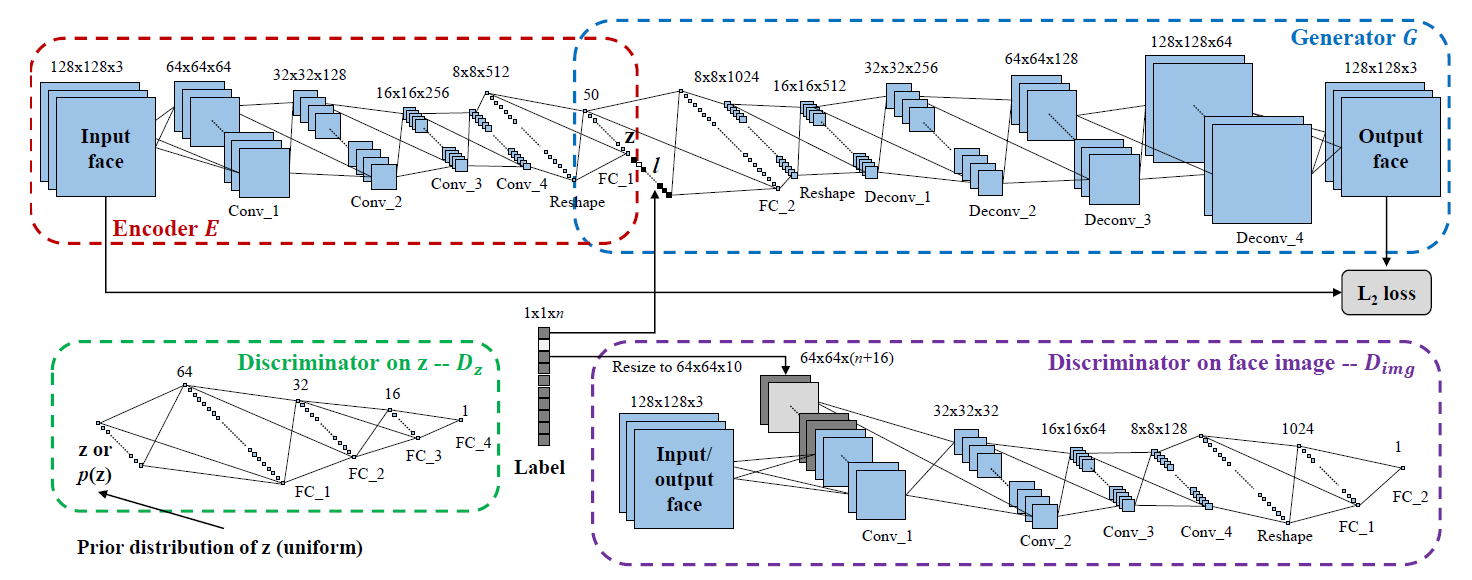 Generator G
128x128x3
64x64x64
32x32x128
16x16x256
8x8x512
50
8x8x1024
16x16x512
32x32x256
64x64x128
128x128x64
128x128x3
Input
face
z
l
Output
face
Conv_1
Conv_2
Conv_3
Conv_4
Reshape
FC_1
FC_2
Reshape
Deconv_1
Deconv_2
Deconv_3
Deconv_4
Encoder E
L2 loss
1x1xn
Label
Discriminator on z -- Dz
64
32
16
1
z or
p(z)
FC_1
FC_2
FC_3
FC_4
Prior distribution of z (uniform)
Discriminator on face image -- Dimg
Resize to 64x64x10
64x64x(n+16)
128x128x3
32x32x32
16x16x64
8x8x128
1024
1
Input/
output
face
Conv_1
Conv_2
Conv_3
Conv_4
Reshape
FC_1
FC_2